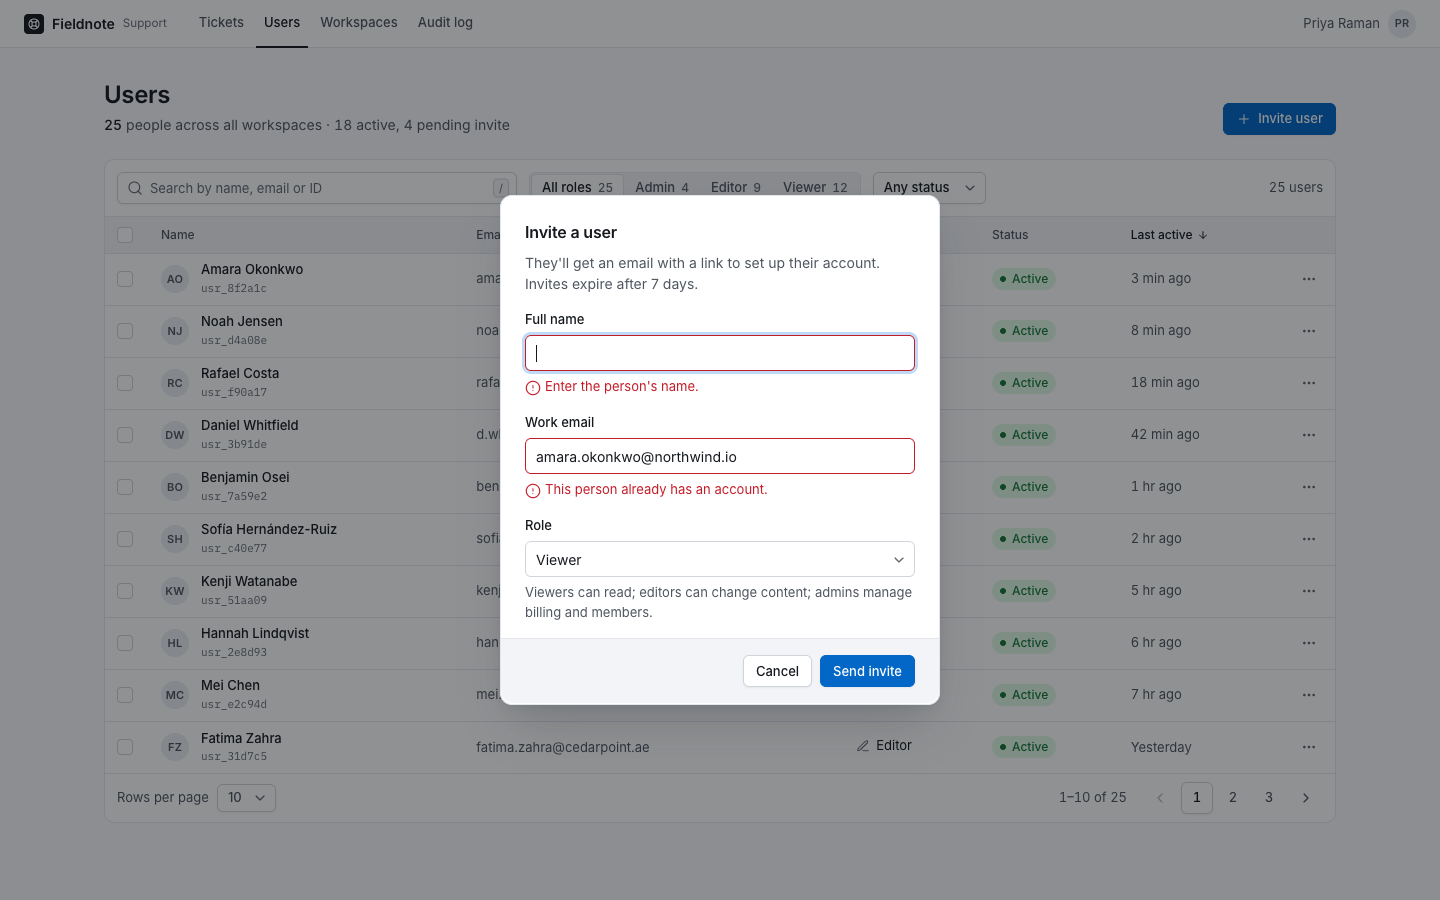 Fieldnote Support Tickets Users Workspaces Audit log Priya Raman PR
Users
25 people across all workspaces · 18 active, 4 pending invite
Invite user
Search by name, email or ID / All roles 25 Admin 4 Editor 9 Viewer 12 Any status 25 users
Name Ema Status Last active
AO Amara Okonkwo ama Active 3 min ago
usr_8f2a1c
NJ Noah Jensen noa Active 8 min ago
usr_d4a08e
RC Rafael Costa rafa Active 18 min ago
usr_f90a17
DW Daniel Whitfield d.w Active 42 min ago
usr_3b91de
BO Benjamin Osei ben Active 1 hr ago
usr_7a59e2
SH Sofía Hernández-Ruiz sofi Active 2 hr ago
usr_c40e77
KW Kenji Watanabe kenj Active 5 hr ago
usr_51aa09
HL Hannah Lindqvist han Active 6 hr ago
usr_2e8d93
MC Mei Chen mei. Active 7 hr ago
usr_e2c94d
FZ Fatima Zahra fatima.zahra@cedarpoint.ae Editor Active Yesterday
usr_31d7c5
Rows per page 10 1–10 of 25 1 2 3
Invite a user
They'll get an email with a link to set up their account.
Invites expire after 7 days.
Full name
Enter the person's name.
Work email
amara.okonkwo@northwind.io
This person already has an account.
Role
Viewer
Viewers can read; editors can change content; admins manage
billing and members.
Cancel Send invite